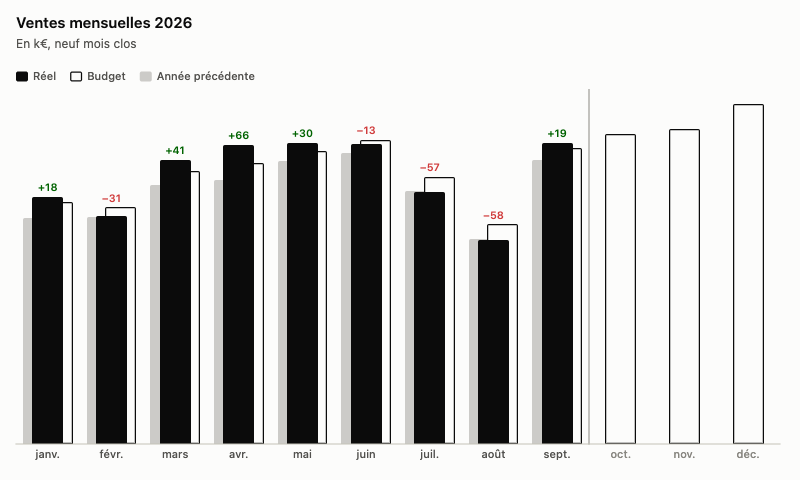 Ventes mensuelles 2026
En k€, neuf mois clos
Réel Budget Année précédente
+18 −31 +41 +66 +30 −13 −57 −58 +19
janv. févr. mars avr. mai juin juil. août sept. oct. nov. déc.